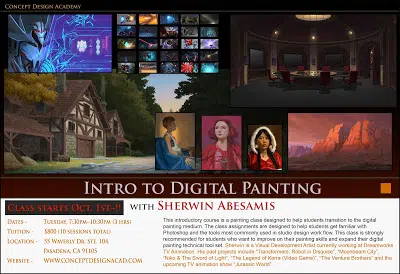 Concept Design Academy
Intro to Digital Painting
Class starts Oct. 1st-!! with Sherwin Abesamis
Dates - Tuesday, 7:30pm-10:30pm (3 hrs)
Tuition - $800 (10 sessions total)
Location - 55 Waverly Dr. Ste. 104
Pasadena, CA 91105
Website - www.conceptdesignacad.com
This introductory course is a painting class designed to help students transition to the digital
painting medium. The class assignments are designed to help students get familiar with
Photoshop and the tools most commonly used in studio design work flow. This class is strongly
recommended for students who want to improve on their painting skills and expand their digital
painting technical tool set. Sherwin is a Visual Development Artist currently working at Dreamworks
TV Animation. His past projects include "Transformers: Robot is Disguise", "Moonbeam City",
"Niko & The Sword of Light", "The Legend of Korra (Video Game)", "The Venture Brothers" and the
upcoming TV animation show "Jurassic World"